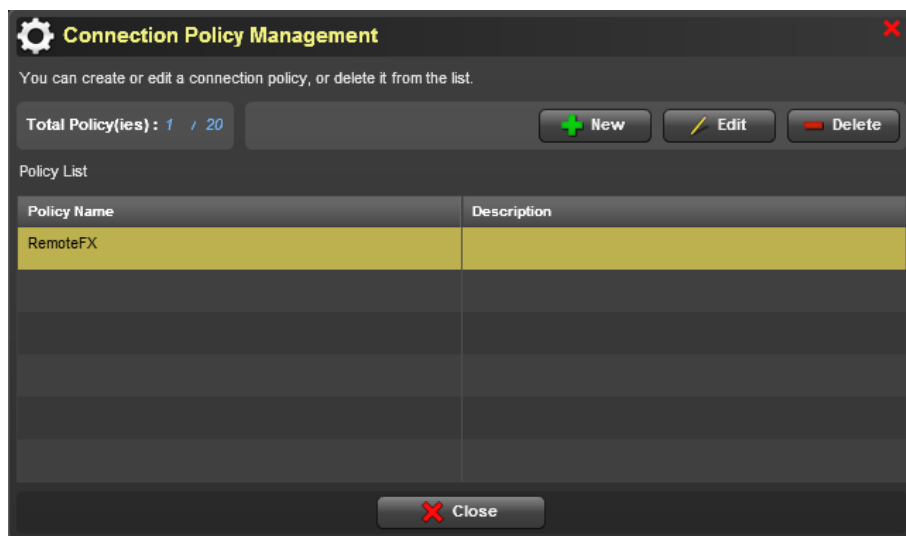 Connection Policy Management
You can create or edit a connection policy, or delete it from the list.
Total Policy(ies) : 1 / 20
New
Edit
Delete
Policy List
Policy Name
Description
RemoteFX
Close